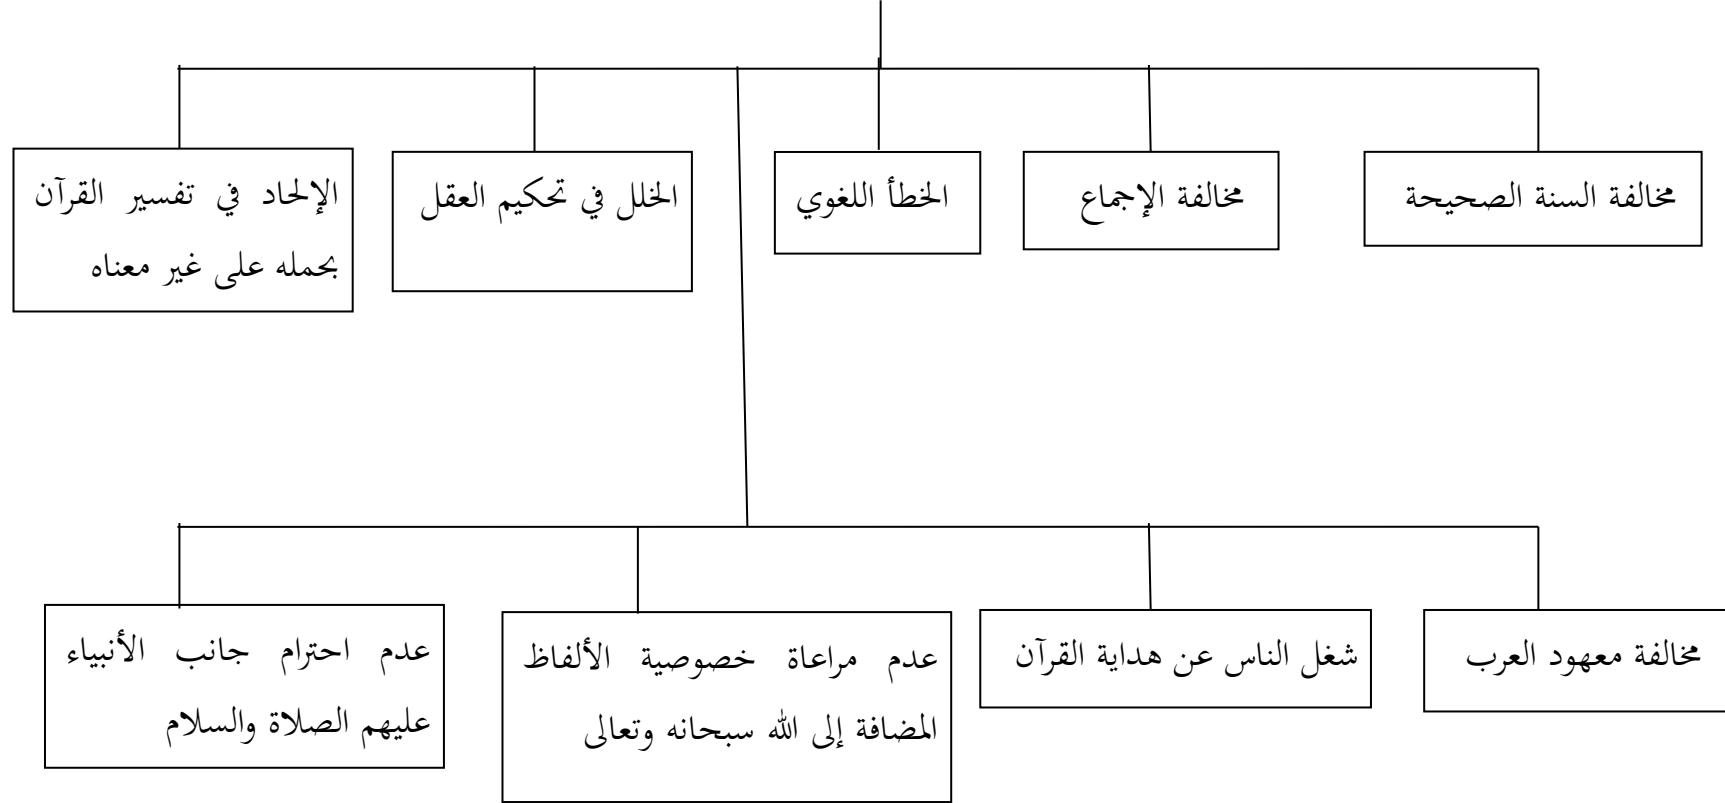 مخالفة السنة الصحيحة
مخالفة الإجماع
الخطأ اللغوي
الخلل في تحكيم العقل
الإلحاد في تفسير القرآن
بحمله على غير معناه
مخالفة معهود العرب
شغل الناس عن هداية القرآن
عدم مراعاة خصوصية الألفاظ
المضافة إلى الله سبحانه وتعالى
عدم احترام جانب الأنبياء
عليهم الصلاة والسلام